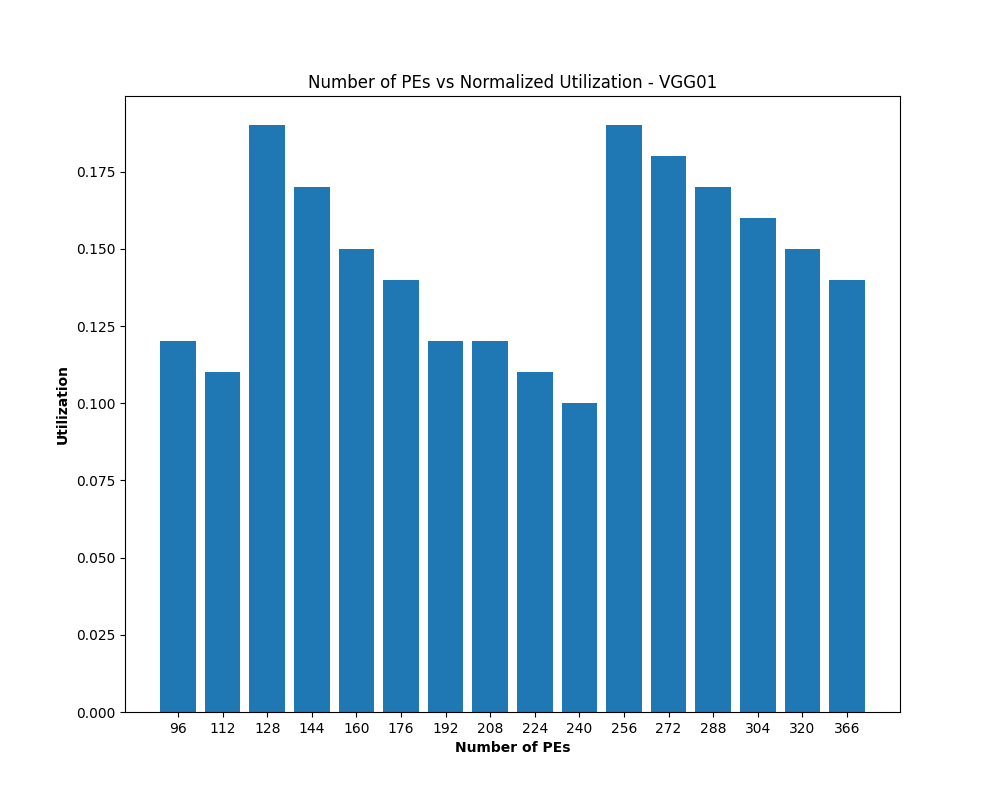 Number of PEs vs Normalized Utilization - VGG01
Utilization
0.175
0.150
0.125
0.100
0.075
0.050
0.025
0.000
96 112 128 144 160 176 192 208 224 240 256 272 288 304 320 366
Number of PEs